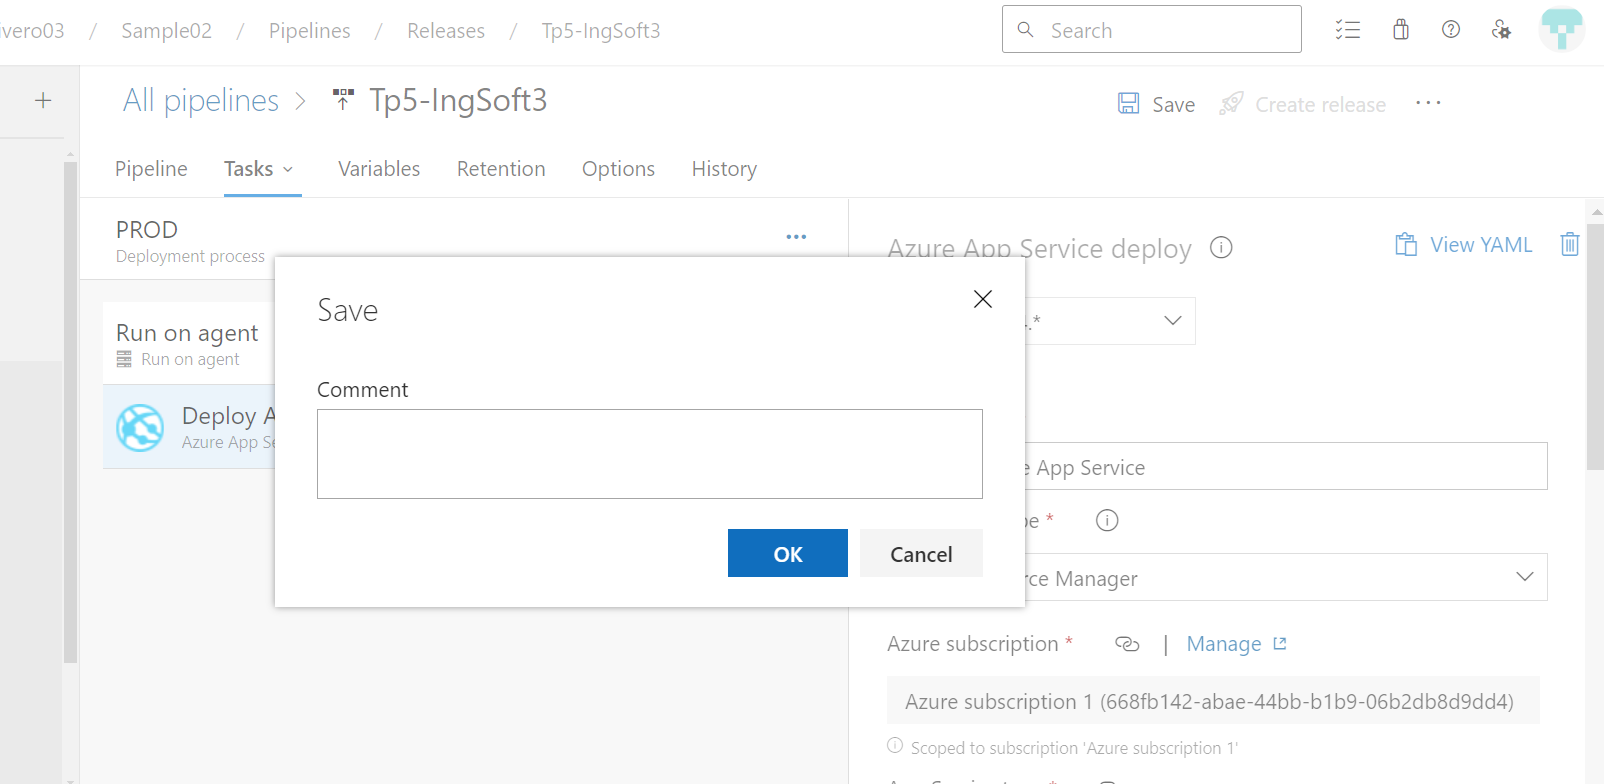 ivero03 / Sample02 / Pipelines / Releases / Tp5-IngSoft3
Search
All pipelines > Tp5-IngSoft3
Save
Create release
Pipeline Tasks Variables Retention Options History
PROD
Deployment process
Run on agent
Run on agent
Deploy A
Azure App Se
Azure App Service deploy
View YAML
.*
e App Service
pe *
rce Manager
Azure subscription * | Manage
Azure subscription 1 (668fb142-abae-44bb-b1b9-06b2db8d9dd4)
Scoped to subscription 'Azure subscription 1'
Save
Comment
OK
Cancel